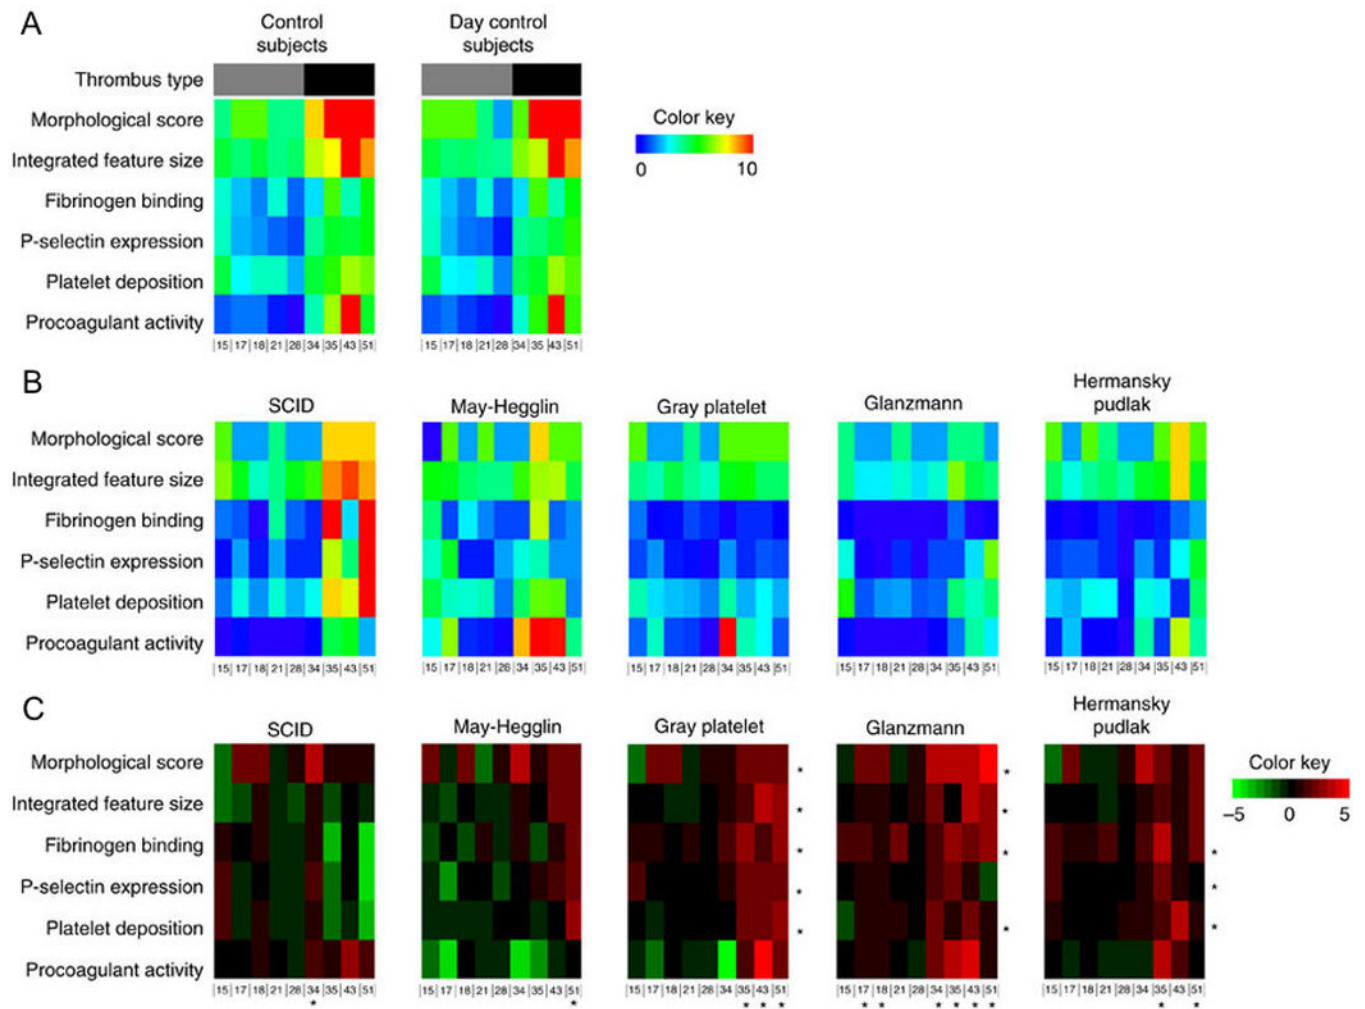 A
Control
subjects
Day control
subjects
Thrombus type
Morphological score
Integrated feature size
Fibrinogen binding
P-selectin expression
Platelet deposition
Procoagulant activity
Color key
0 10
|15|17|18|21|28|34|35|43|51|
|15|17|18|21|28|34|35|43|51|
B
SCID
May-Hegglin
Gray platelet
Glanzmann
Hermansky
pudlak
Morphological score
Integrated feature size
Fibrinogen binding
P-selectin expression
Platelet deposition
Procoagulant activity
|15|17|18|21|28|34|35|43|51|
|15|17|18|21|28|34|35|43|51|
|15|17|18|21|28|34|35|43|51|
|15|17|18|21|28|34|35|43|51|
|15|17|18|21|28|34|35|43|51|
C
SCID
May-Hegglin
Gray platelet
Glanzmann
Hermansky
pudlak
Morphological score * *
Integrated feature size * *
Fibrinogen binding * * *
P-selectin expression * *
Platelet deposition * * *
Procoagulant activity
Color key
−5 0 5
|15|17|18|21|28|34|35|43|51|
*
|15|17|18|21|28|34|35|43|51|
*
|15|17|18|21|28|34|35|43|51|
* * *
|15|17|18|21|28|34|35|43|51|
* * * * * *
|15|17|18|21|28|34|35|43|51|
* *